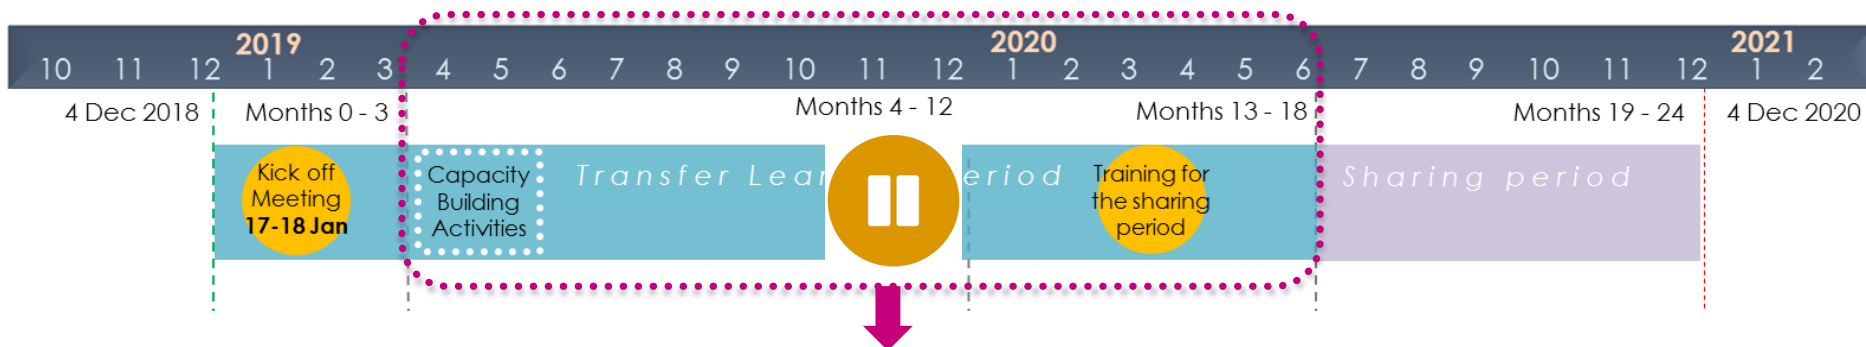 2019 2020 2021
10 11 12 1 2 3 4 5 6 7 8 9 10 11 12 1 2 3 4 5 6 7 8 9 10 11 12 1 2
4 Dec 2018 Months 0 - 3 Months 4 - 12 Months 13 - 18 Months 19 - 24 4 Dec 2020
Kick off
Meeting
17-18 Jan
Capacity
Building
Activities
Transfer Lear eriod
Training for
the sharing
period
Sharing period